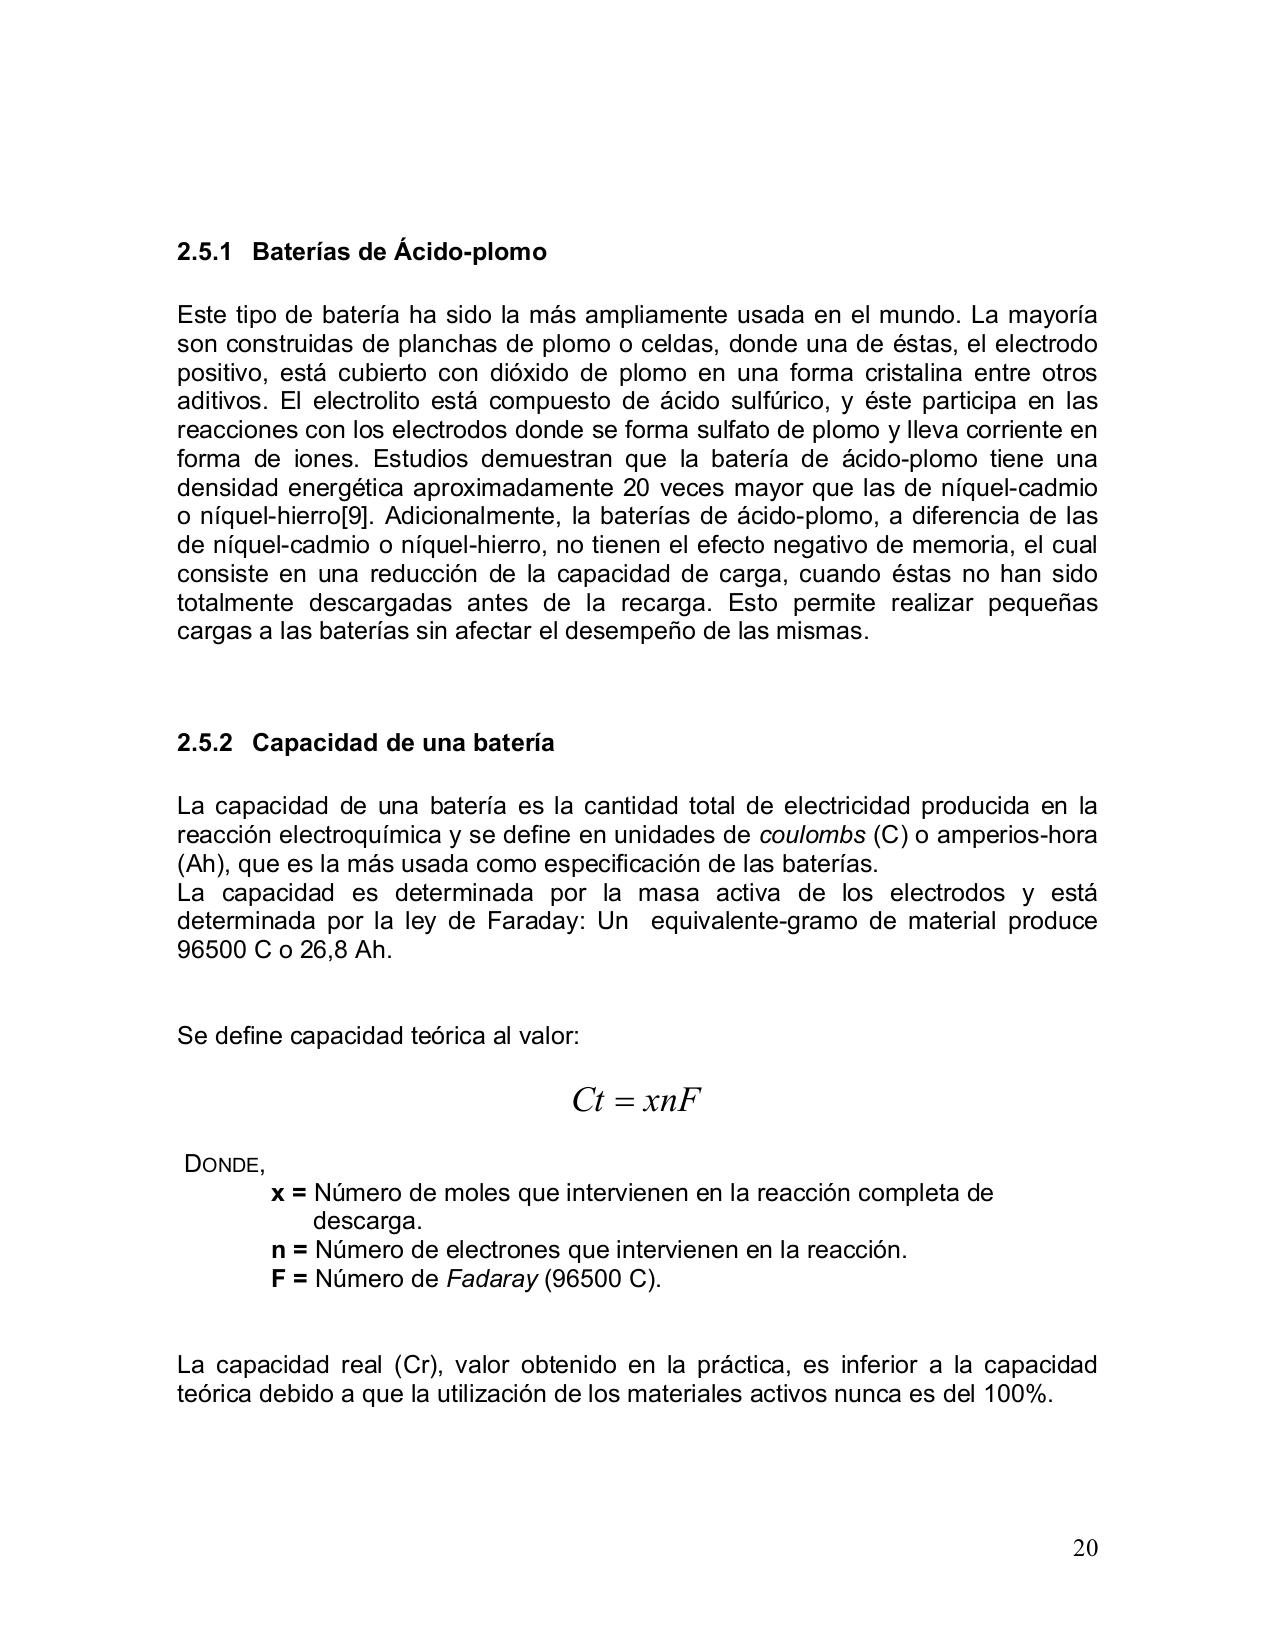 2.5.1 Baterías de Ácido-plomo
Este tipo de batería ha sido la más ampliamente usada en el mundo. La mayoría
son construidas de planchas de plomo o celdas, donde una de éstas, el electrodo
positivo, está cubierto con dióxido de plomo en una forma cristalina entre otros
aditivos. El electrolito está compuesto de ácido sulfúrico, y éste participa en las
reacciones con los electrodos donde se forma sulfato de plomo y lleva corriente en
forma de iones. Estudios demuestran que la batería de ácido-plomo tiene una
densidad energética aproximadamente 20 veces mayor que las de níquel-cadmio
o níquel-hierro[9]. Adicionalmente, la baterías de ácido-plomo, a diferencia de las
de níquel-cadmio o níquel-hierro, no tienen el efecto negativo de memoria, el cual
consiste en una reducción de la capacidad de carga, cuando éstas no han sido
totalmente descargadas antes de la recarga. Esto permite realizar pequeñas
cargas a las baterías sin afectar el desempeño de las mismas.
2.5.2 Capacidad de una batería
La capacidad de una batería es la cantidad total de electricidad producida en la
reacción electroquímica y se define en unidades de coulombs (C) o amperios-hora
(Ah), que es la más usada como especificación de las baterías.
La capacidad es determinada por la masa activa de los electrodos y está
determinada por la ley de Faraday: Un equivalente-gramo de material produce
96500 C o 26,8 Ah.
Se define capacidad teórica al valor:
Ct = xnF
DONDE,
x = Número de moles que intervienen en la reacción completa de
descarga.
n = Número de electrones que intervienen en la reacción.
F = Número de Fadaray (96500 C).
La capacidad real (Cr), valor obtenido en la práctica, es inferior a la capacidad
teórica debido a que la utilización de los materiales activos nunca es del 100%.
20